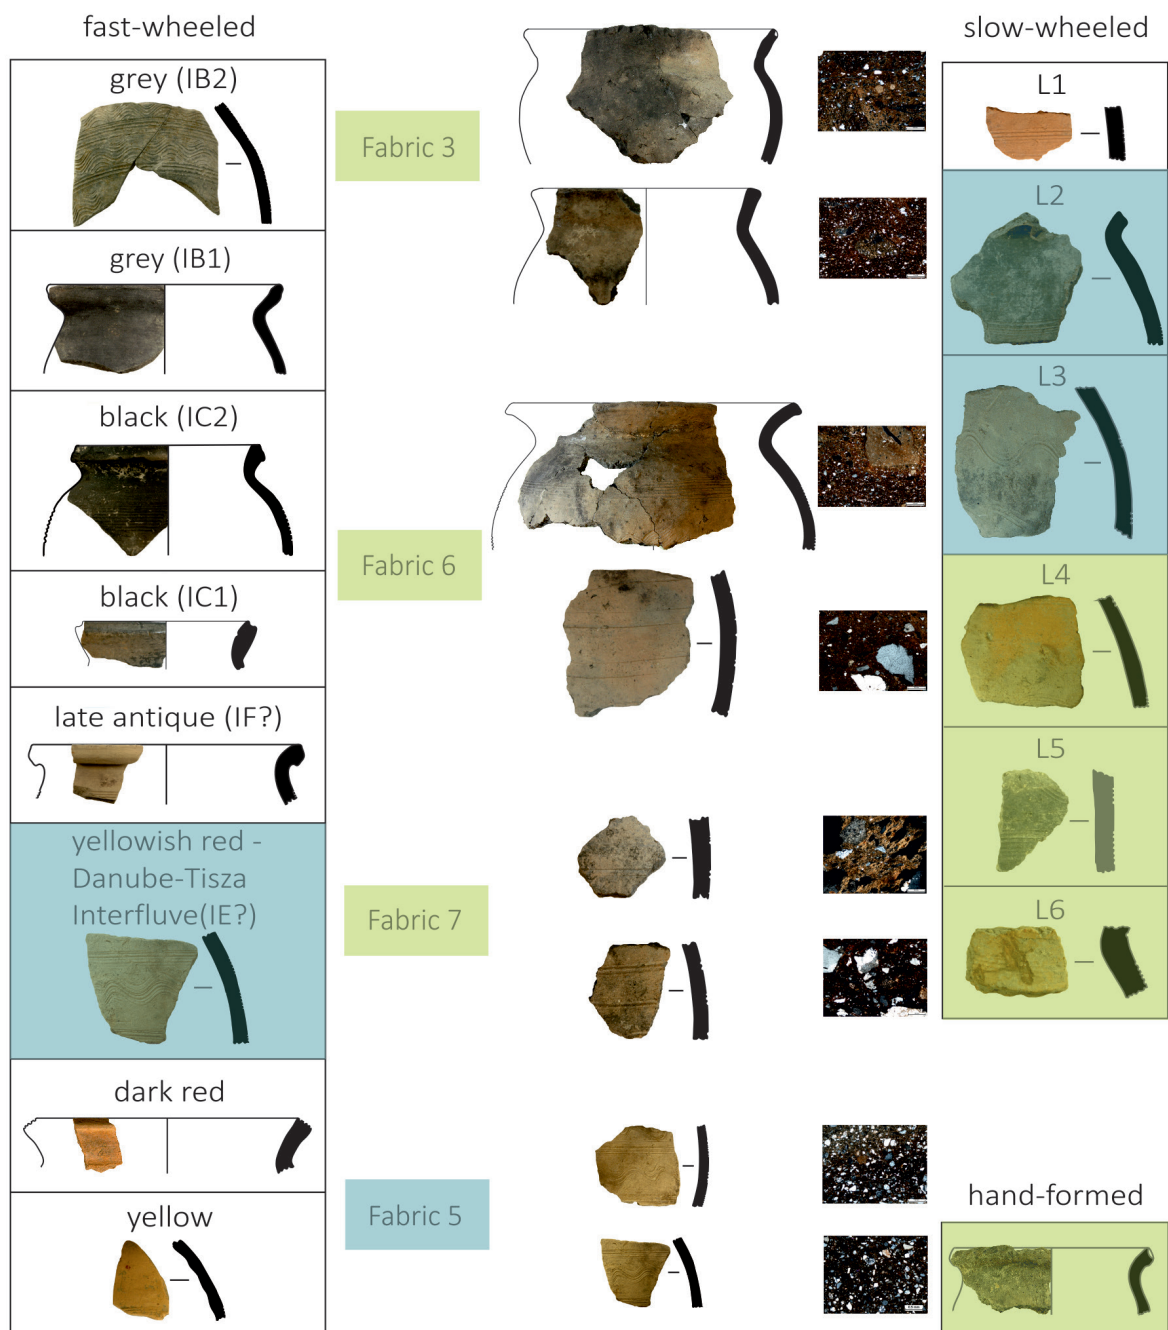 fast-wheeled
grey (IB2)
grey (IB1)
black (IC2)
black (IC1)
late antique (IF?)
yellowish red -
Danube-Tisza
Interfluve(IE?)
dark red
yellow
Fabric 3
Fabric 6
Fabric 7
Fabric 5
slow-wheeled
L1
L2
L3
L4
L5
L6
hand-formed